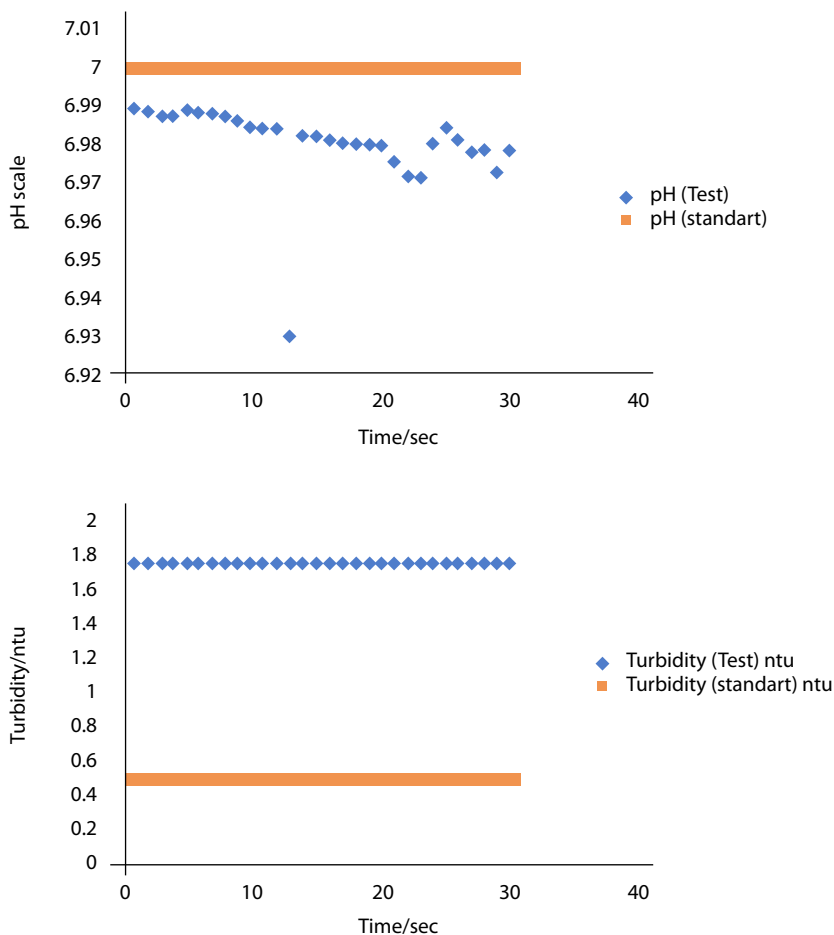 7.01
7
6.99
6.98
6.97
6.96
6.95
6.94
6.93
6.92
pH scale
0 10 20 30 40
Time/sec
pH (Test)
pH (standart)
2
1.8
1.6
1.4
1.2
1
0.8
0.6
0.4
0.2
0
Turbidity/ntu
0 10 20 30 40
Time/sec
Turbidity (Test) ntu
Turbidity (standart) ntu